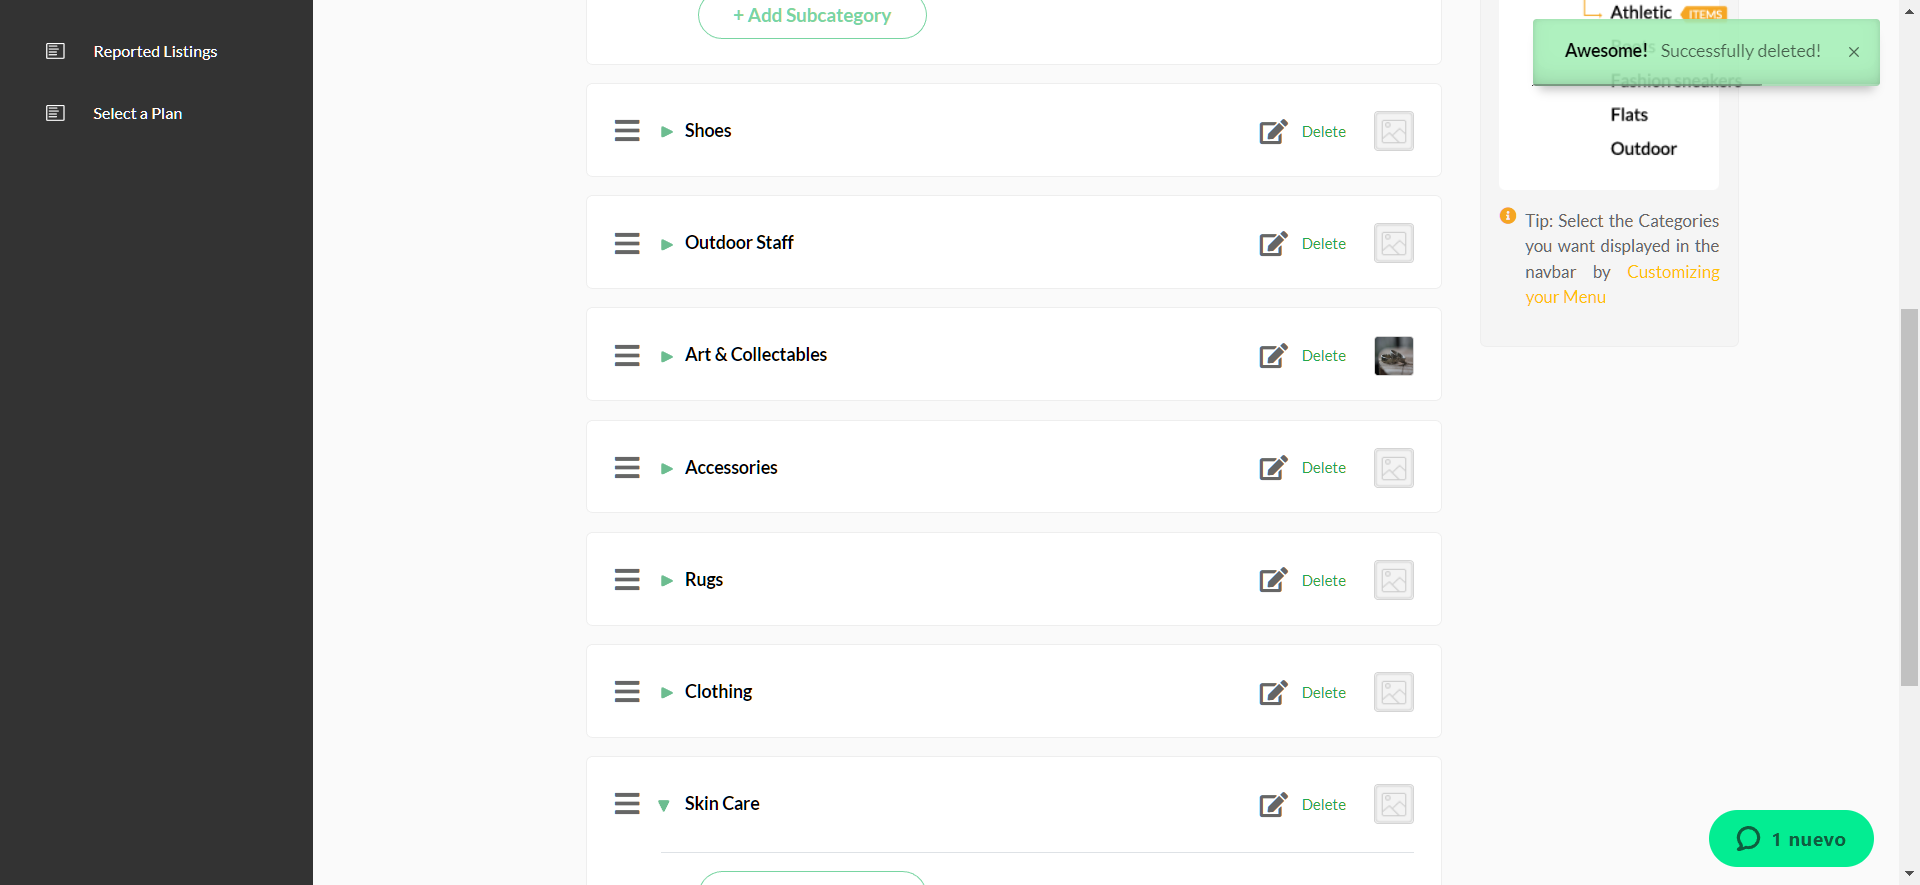 Reported Listings
Select a Plan
+ Add Subcategory
Shoes
Delete
Outdoor Staff
Delete
Art & Collectables
Delete
Accessories
Delete
Rugs
Delete
Clothing
Delete
Skin Care
Delete
Athletic ITEMS
Awesome! Successfully deleted!
Fashion sneakers
Flats
Outdoor
Tip: Select the Categories
you want displayed in the
navbar by Customizing
your Menu
1 nuevo